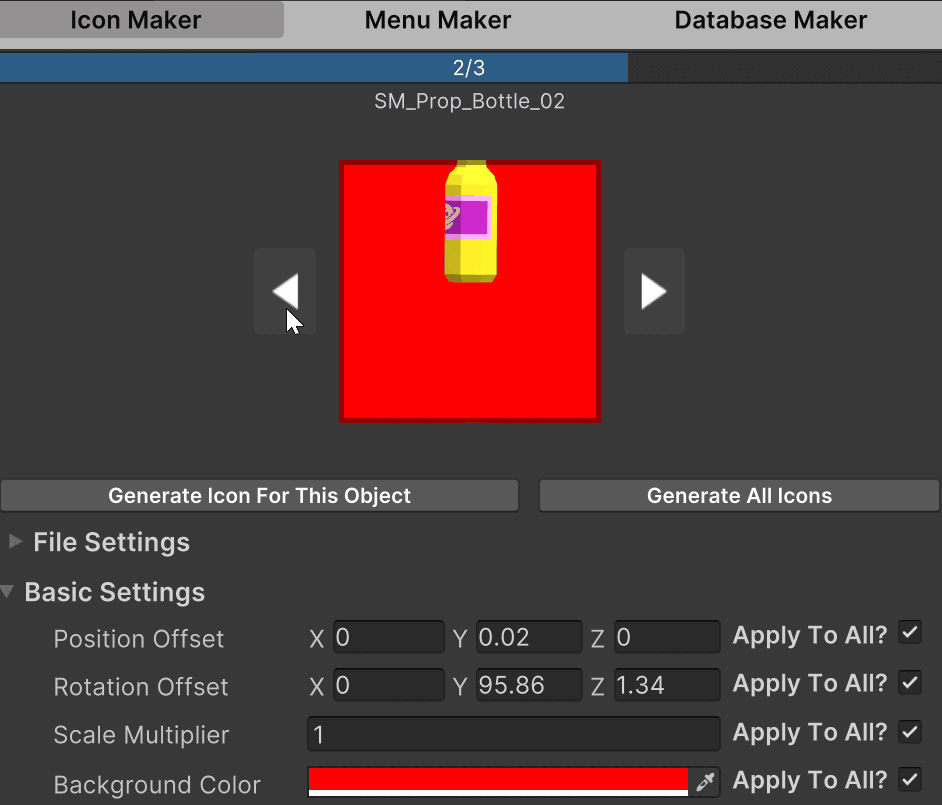 Icon Maker Menu Maker Database Maker
2/3
SM_Prop_Bottle_02
Generate Icon For This Object Generate All Icons
File Settings
Basic Settings
Position Offset X 0 Y 0.02 Z 0 Apply To All?
Rotation Offset X 0 Y 95.86 Z 1.34 Apply To All?
Scale Multiplier 1 Apply To All?
Background Color Apply To All?